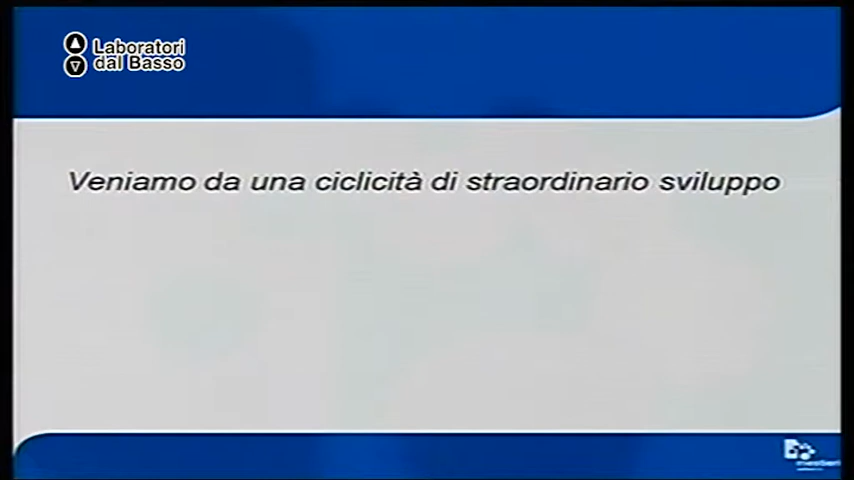 Laboratori
dal Basso
Veniamo da una ciclicità di straordinario sviluppo